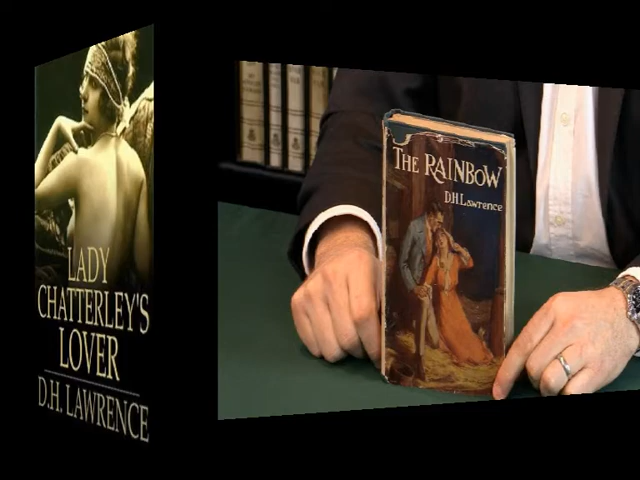 LADY
CHATTERLEY'S
LOVER
D.H. LAWRENCE
THE RAINBOW
D.H. Lawrence